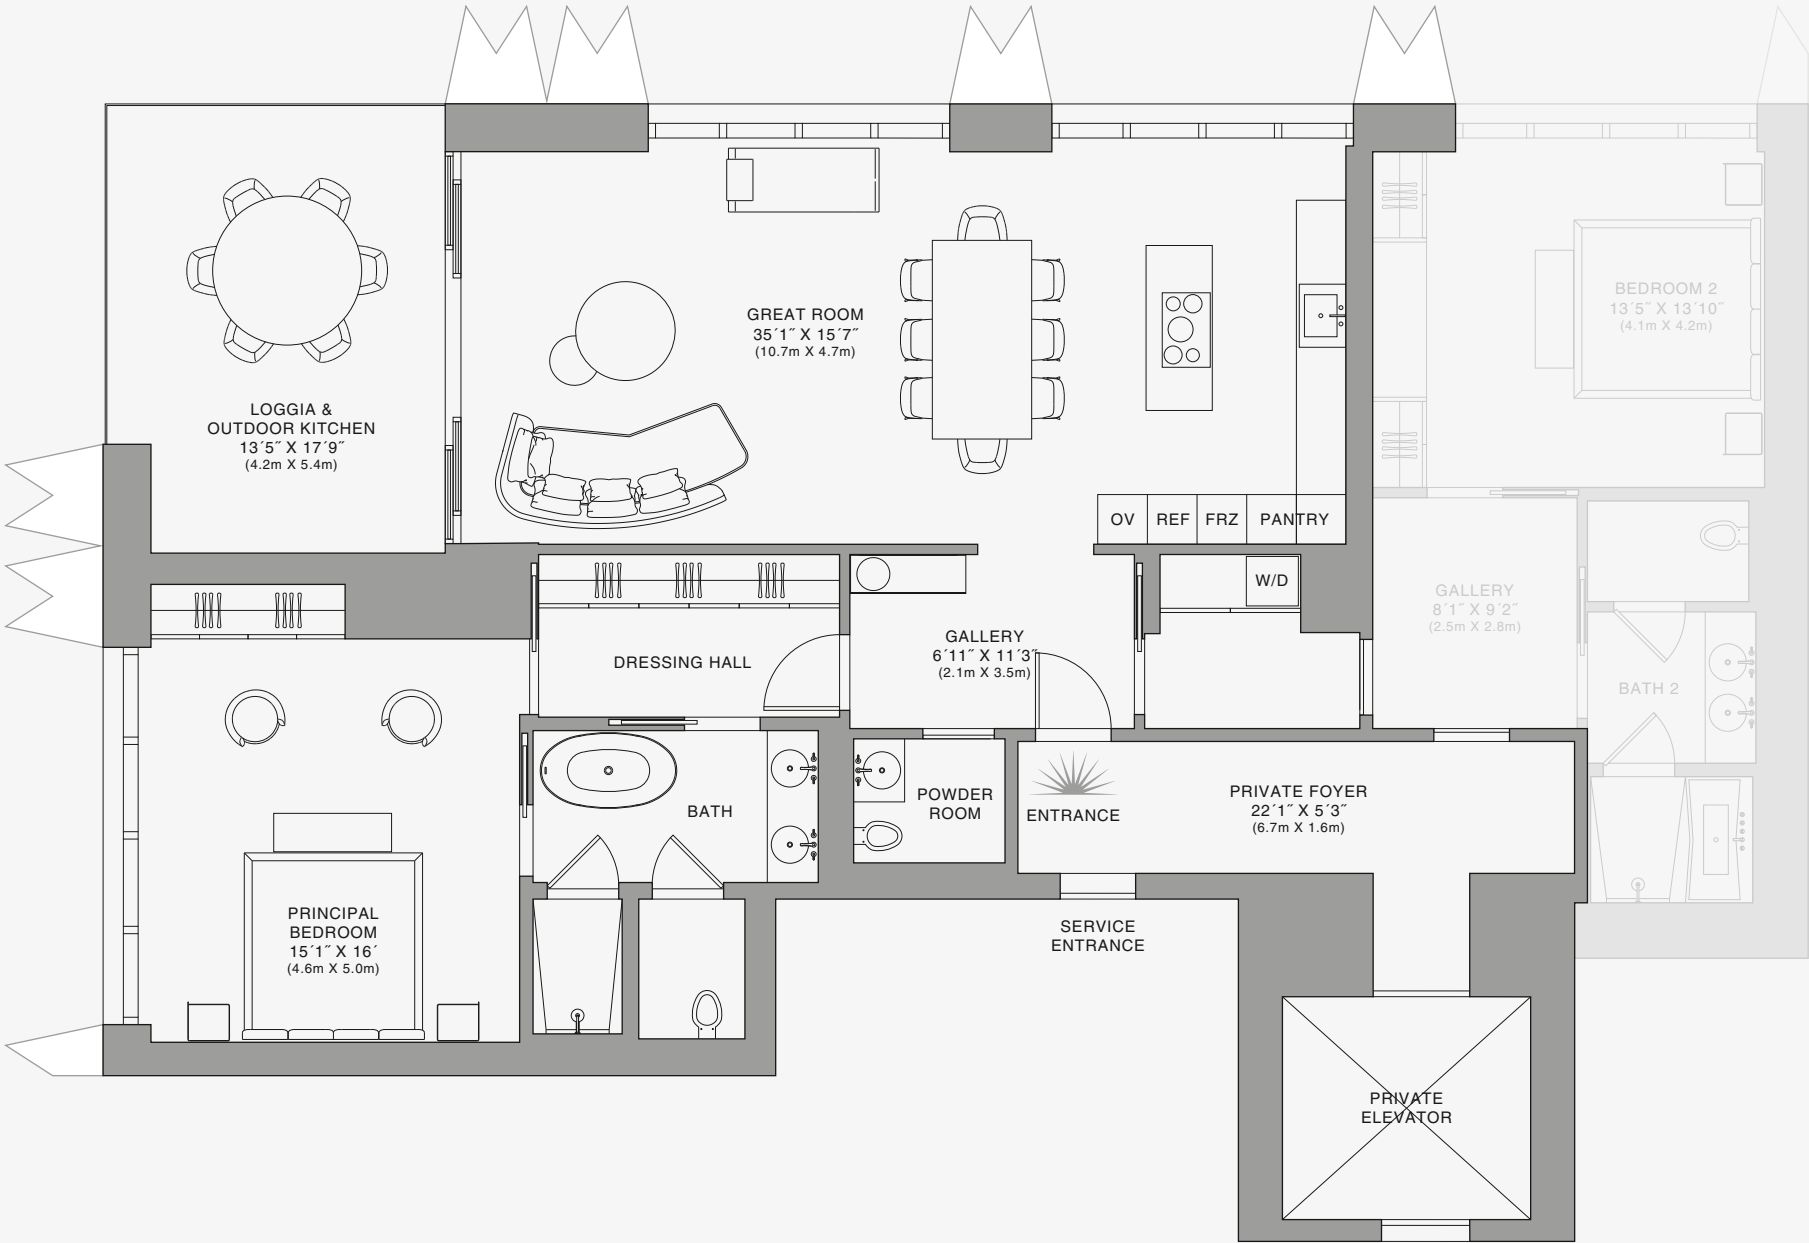 GREAT ROOM
35´1˝ X 15´7˝
(10.7m X 4.7m)
BEDROOM 2
13´5˝ X 13´10˝
(4.1m X 4.2m)
LOGGIA &
OUTDOOR KITCHEN
13´5˝ X 17´9˝
(4.2m X 5.4m)
OV
REF
FRZ
PANTRY
W/D
GALLERY
8´1˝ X 9´2˝
(2.5m X 2.8m)
DRESSING HALL
GALLERY
6´11˝ X 11´3˝
(2.1m X 3.5m)
BATH 2
BATH
POWDER
ROOM
ENTRANCE
PRIVATE FOYER
22´1˝ X 5´3˝
(6.7m X 1.6m)
PRINCIPAL
BEDROOM
15´1˝ X 16´
(4.6m X 5.0m)
SERVICE
ENTRANCE
PRIVATE
ELEVATOR